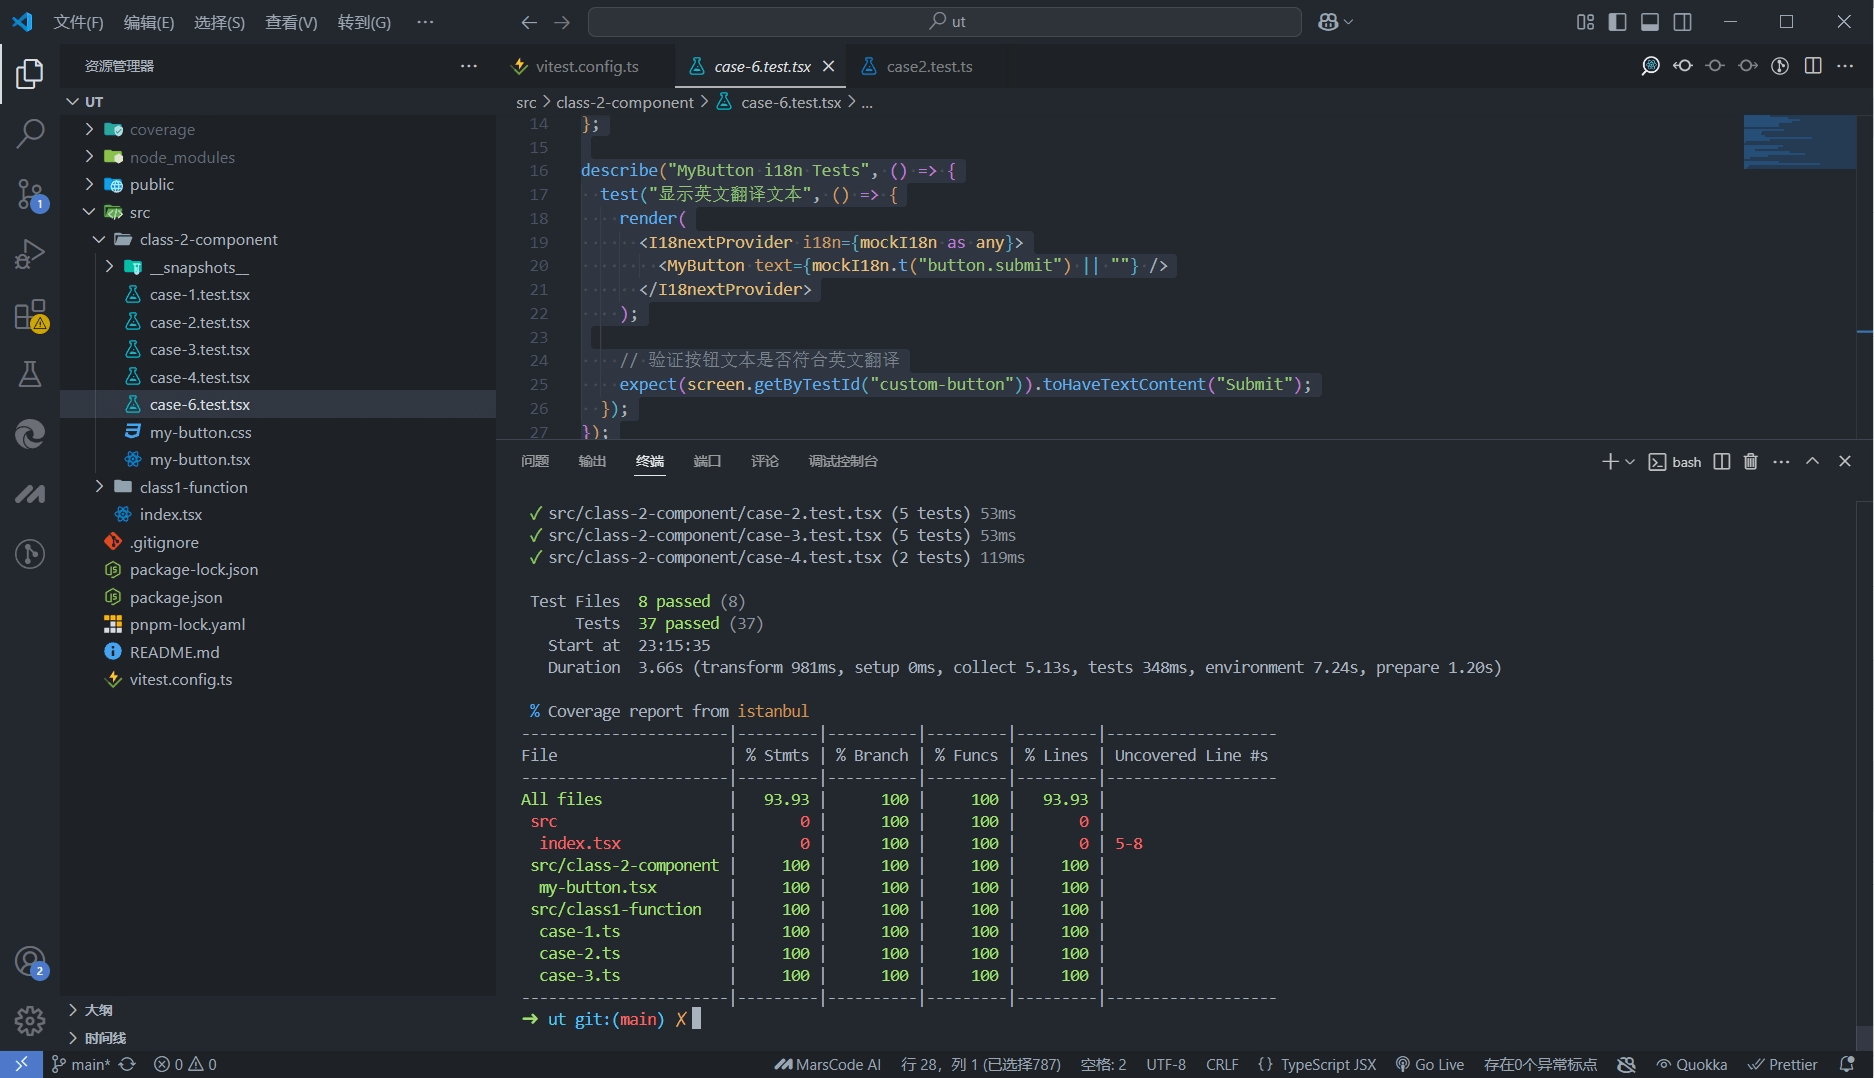 文件(F) 编辑(E) 选择(S) 查看(V) 转到(G) ··· ut
资源管理器 ···
vitest.config.ts case-6.test.tsx case2.test.ts
UT
coverage
node_modules
public
src
class-2-component
__snapshots__
case-1.test.tsx
case-2.test.tsx
case-3.test.tsx
case-4.test.tsx
case-6.test.tsx
my-button.css
my-button.tsx
class1-function
index.tsx
.gitignore
package-lock.json
package.json
pnpm-lock.yaml
README.md
vitest.config.ts
大纲
时间线
1
2
src > class-2-component > case-6.test.tsx > ...
14 };
15
16 describe("MyButton i18n Tests", () => {
17 test("显示英文翻译文本", () => {
18 render(
19 <I18nextProvider i18n={mockI18n as any}>
20 <MyButton text={mockI18n.t("button.submit") || ""} />
21 </I18nextProvider>
22 );
23
24 // 验证按钮文本是否符合英文翻译
25 expect(screen.getByTestId("custom-button")).toHaveTextContent("Submit");
26 });
27 });
问题 输出 终端 端口 评论 调试控制台 bash
✓ src/class-2-component/case-2.test.tsx (5 tests) 53ms
✓ src/class-2-component/case-3.test.tsx (5 tests) 53ms
✓ src/class-2-component/case-4.test.tsx (2 tests) 119ms
Test Files 8 passed (8)
Tests 37 passed (37)
Start at 23:15:35
Duration 3.66s (transform 981ms, setup 0ms, collect 5.13s, tests 348ms, environment 7.24s, prepare 1.20s)
% Coverage report from istanbul
-----------------------|---------|----------|---------|---------|-------------------
File | % Stmts | % Branch | % Funcs | % Lines | Uncovered Line #s
-----------------------|---------|----------|---------|---------|-------------------
All files | 93.93 | 100 | 100 | 93.93 |
src | 0 | 100 | 100 | 0 |
index.tsx | 0 | 100 | 100 | 0 | 5-8
src/class-2-component | 100 | 100 | 100 | 100 |
my-button.tsx | 100 | 100 | 100 | 100 |
src/class1-function | 100 | 100 | 100 | 100 |
case-1.ts | 100 | 100 | 100 | 100 |
case-2.ts | 100 | 100 | 100 | 100 |
case-3.ts | 100 | 100 | 100 | 100 |
-----------------------|---------|----------|---------|---------|-------------------
➜ ut git:(main) ✗
main* 0 0 MarsCode AI 行 28，列 1 (已选择787) 空格: 2 UTF-8 CRLF {} TypeScript JSX Go Live 存在0个异常标点 Quokka Prettier